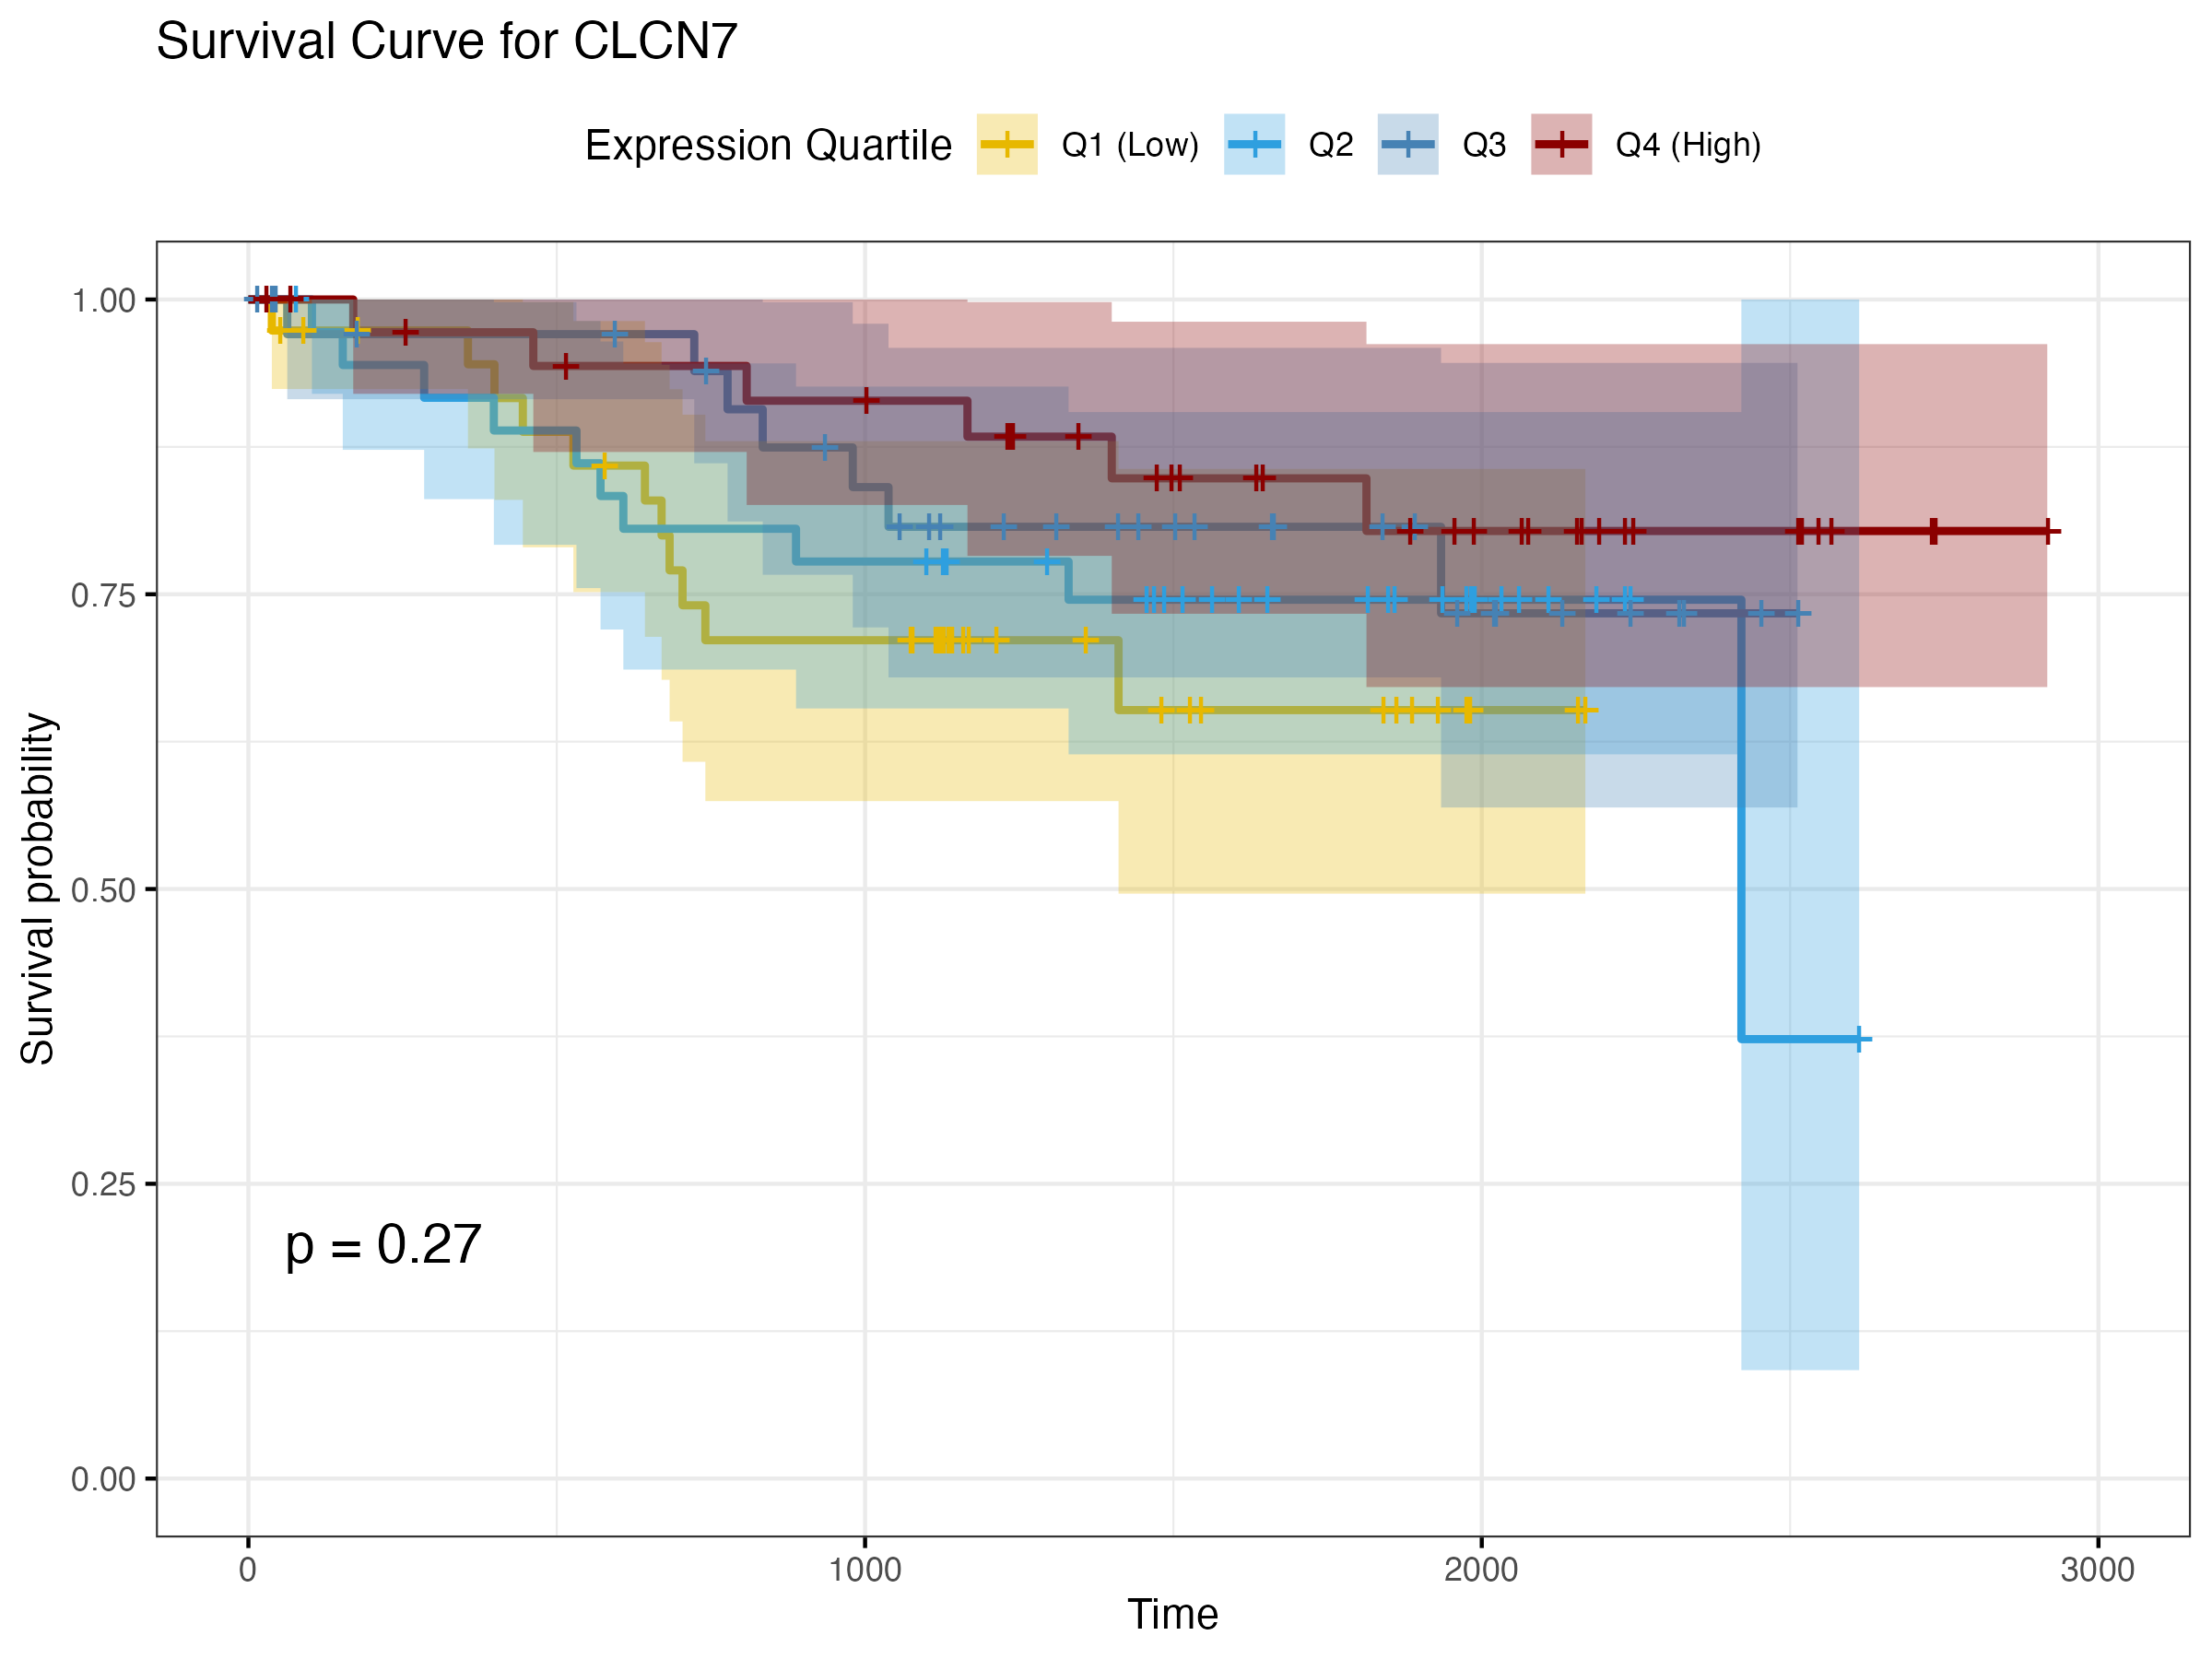 Survival Curve for CLCN7
Expression Quartile Q1 (Low) Q2 Q3 Q4 (High)
Survival probability
1.00
0.75
0.50
0.25
0.00
p = 0.27
0 1000 2000 3000
Time